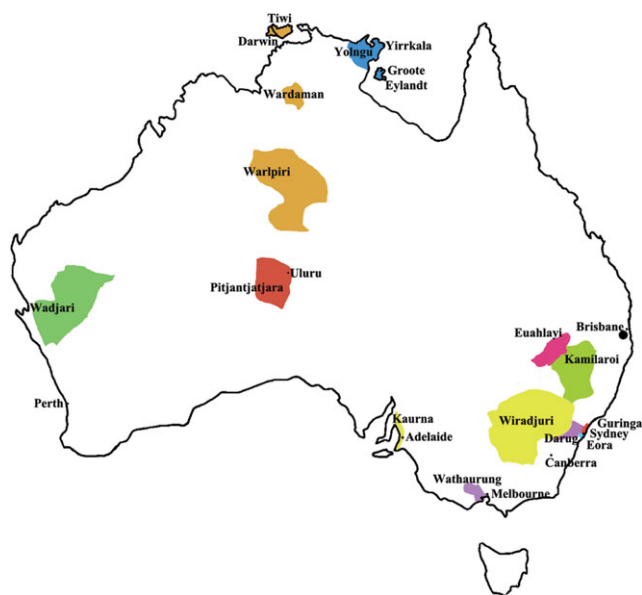 Tiwi
Darwin
Yolngu
Yirrkala
Groote
Eylandt
Wardaman
Warlpiri
Uluru
Pitjantjatjara
Wadjari
Perth
Brisbane
Euahlayi
Kamilaroi
Kaurna
Adelaide
Wiradjuri
Guringa
Sydney
Darug
Eora
Canberra
Wathaurung
Melbourne